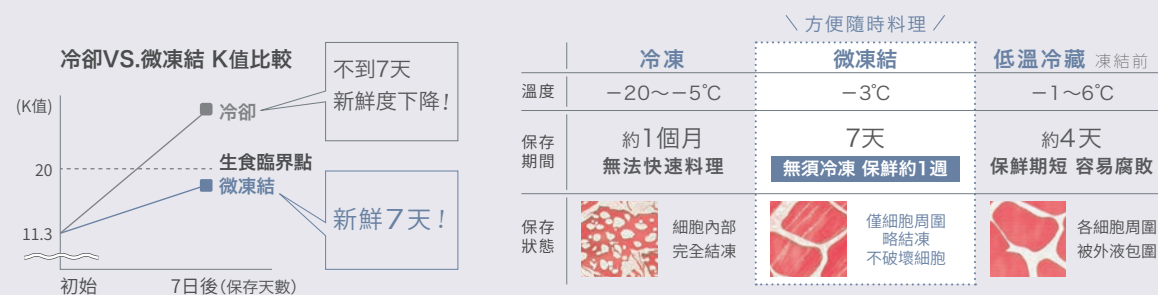 冷卻VS.微凍結 K值比較
(K值)
20
11.3
初始
7日後(保存天數)
冷卻
生食臨界點
微凍結
不到7天
新鮮度下降!
新鮮7天!
\ 方便隨時料理 /
冷凍 微凍結 低溫冷藏 凍結前
溫度 －20～－5℃ －3℃ －1～6℃
保存
期間
約1個月
無法快速料理
7天
無須冷凍 保鮮約1週
約4天
保鮮期短 容易腐敗
保存
狀態
細胞內部
完全結凍
僅細胞周圍
略結凍
不破壞細胞
各細胞周圍
被外液包圍